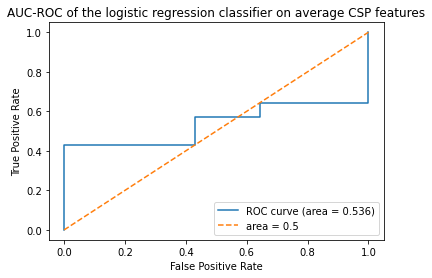 AUC-ROC of the logistic regression classifier on average CSP features
1.0
0.8
0.6
0.4
0.2
0.0
True Positive Rate
ROC curve (area = 0.536)
area = 0.5
0.0 0.2 0.4 0.6 0.8 1.0
False Positive Rate